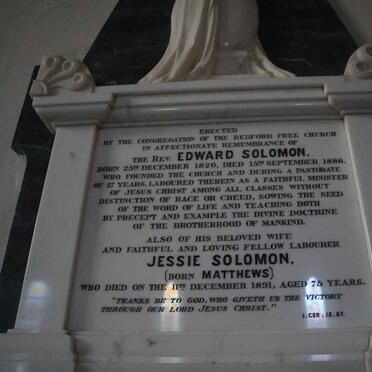 ERECTED
BY THE CONGREGATION OF THE BEDFORD FREE CHURCH
IN AFFECTIONATE REMEMBRANCE OF
THE REV. EDWARD SOLOMON.
BORN 25TH DECEMBER 1820, DIED 15TH SEPTEMBER 1886.
WHO FOUNDED THE CHURCH AND DURING A PASTORATE
OF 27 YEARS, LABOURED THEREIN AS A FAITHFUL MINISTER
OF JESUS CHRIST AMONG ALL CLASSES WITHOUT
DISTINCTION OF RACE OR CREED, SOWING THE SEED
OF THE WORD OF LIFE AND TEACHING BOTH
BY PRECEPT AND EXAMPLE THE DIVINE DOCTRINE
OF THE BROTHERHOOD OF MANKIND.
ALSO OF HIS BELOVED WIFE
AND FAITHFUL AND LOVING FELLOW LABOURER
JESSIE SOLOMON.
(BORN MATTHEWS)
WHO DIED ON THE 11TH DECEMBER 1891, AGED 75 YEARS.
"THANKS BE TO GOD, WHO GIVETH US THE VICTORY
THROUGH OUR LORD JESUS CHRIST."
1. COR. 15. 57.